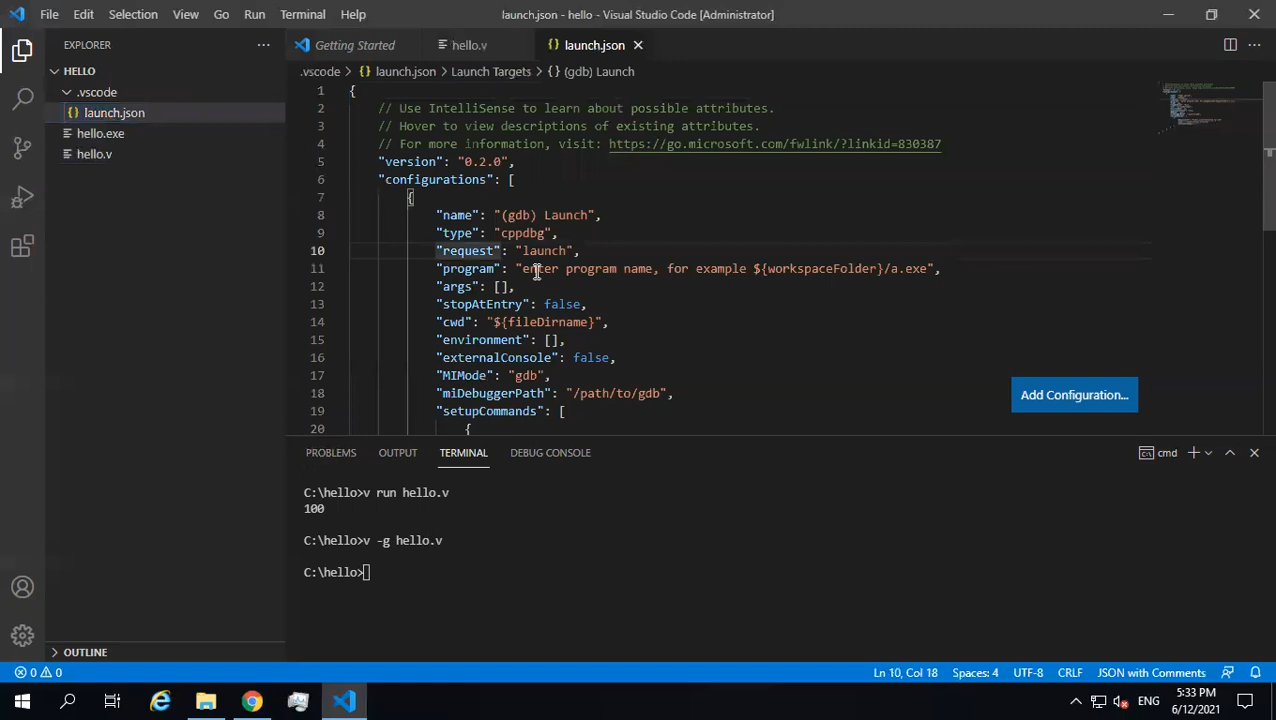 File Edit Selection View Go Run Terminal Help
launch.json - hello - Visual Studio Code [Administrator]
EXPLORER
HELLO
.vscode
launch.json
hello.exe
hello.v
OUTLINE
Getting Started
hello.v
launch.json
.vscode > launch.json > Launch Targets > (gdb) Launch
1 {
2 // Use IntelliSense to learn about possible attributes.
3 // Hover to view descriptions of existing attributes.
4 // For more information, visit: https://go.microsoft.com/fwlink/?linkid=830387
5 "version": "0.2.0",
6 "configurations": [
7 {
8 "name": "(gdb) Launch",
9 "type": "cppdbg",
10 "request": "launch",
11 "program": "enter program name, for example ${workspaceFolder}/a.exe",
12 "args": [],
13 "stopAtEntry": false,
14 "cwd": "${fileDirname}",
15 "environment": [],
16 "externalConsole": false,
17 "MIMode": "gdb",
18 "miDebuggerPath": "/path/to/gdb",
19 "setupCommands": [
20 {
Add Configuration...
PROBLEMS OUTPUT TERMINAL DEBUG CONSOLE
cmd
C:\hello>v run hello.v
100
C:\hello>v -g hello.v
C:\hello>
0 0
Ln 10, Col 18 Spaces: 4 UTF-8 CRLF JSON with Comments
ENG
5:33 PM
6/12/2021